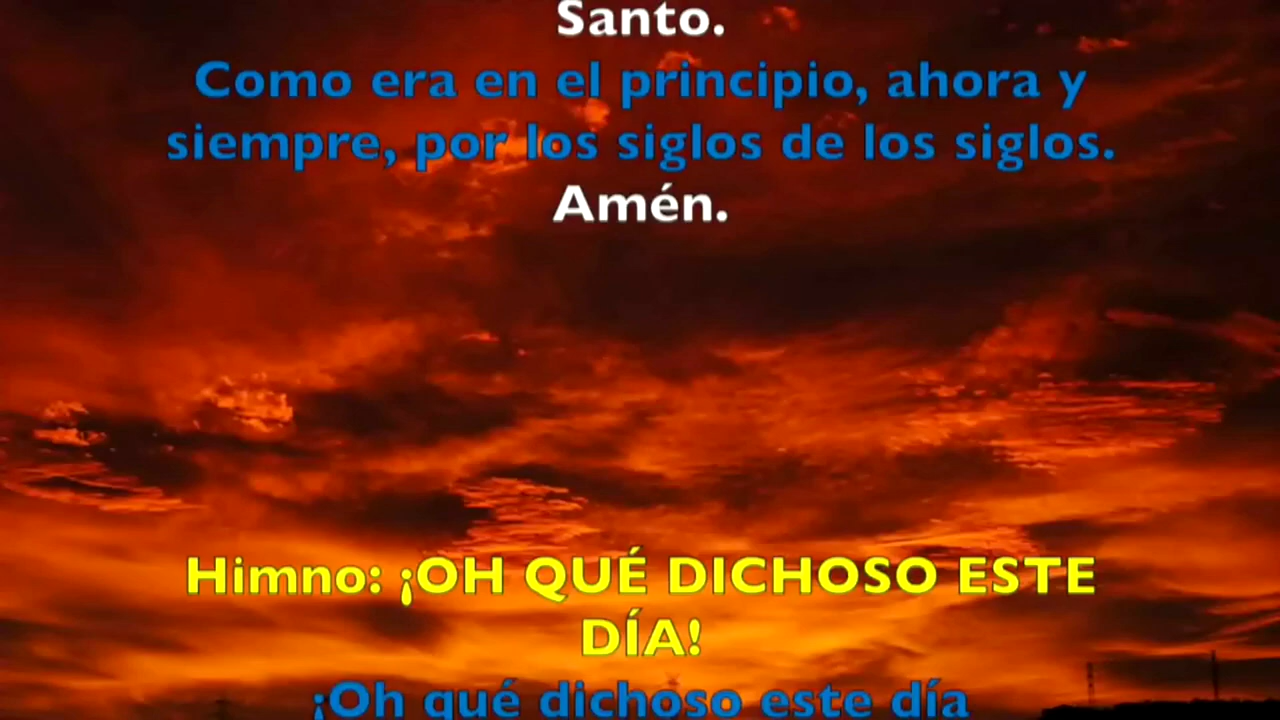 Santo.
Como era en el principio, ahora y
siempre, por los siglos de los siglos.
Amén.
Himno: ¡OH QUÉ DICHOSO ESTE
DÍA!
¡Oh qué dichoso este día